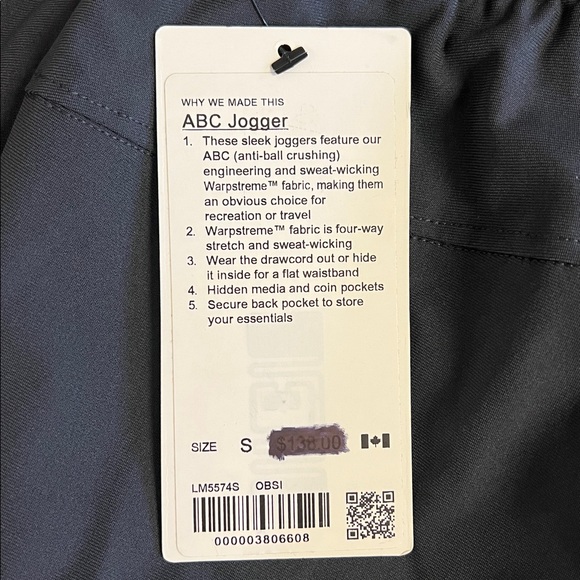 WHY WE MADE THIS
ABC Jogger
1. These sleek joggers feature our
ABC (anti-ball crushing)
engineering and sweat-wicking
Warpstreme™ fabric, making them
an obvious choice for
recreation or travel
2. Warpstreme™ fabric is four-way
stretch and sweat-wicking
3. Wear the drawcord out or hide
it inside for a flat waistband
4. Hidden media and coin pockets
5. Secure back pocket to store
your essentials
SIZE S $138.00
LM5574S OBSI
000003806608